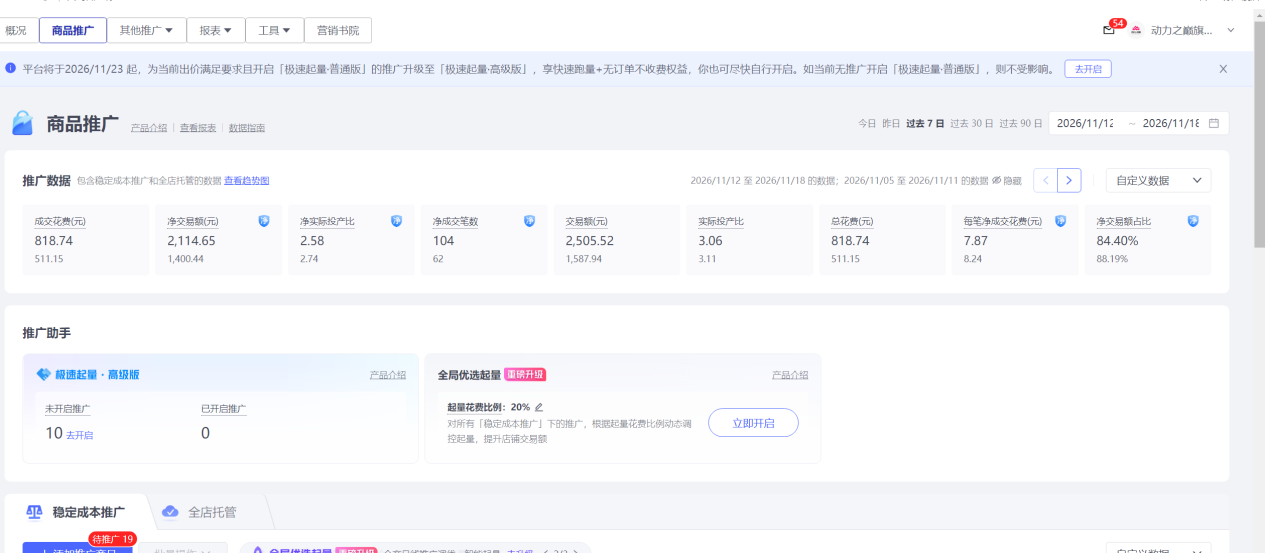 概况 商品推广 其他推广 报表 工具 营销书院 54 动力之巅旗...
平台将于2026/11/23 起，为当前出价满足要求且开启「极速起量·普通版」的推广升级至「极速起量·高级版」，享快速跑量+无订单不收费权益，你也可尽快自行开启。如当前无推广开启「极速起量·普通版」，则不受影响。 去开启
商品推广 产品介绍 查看报表 数据指南 今日 昨日 过去 7 日 过去 30 日 过去 90 日 2026/11/12 ~ 2026/11/18
推广数据 包含稳定成本推广和全店托管的数据 查看趋势图 2026/11/12 至 2026/11/18 的数据；2026/11/05 至 2026/11/11 的数据 隐藏 自定义数据
成交花费(元) 净交易额(元) 净实际投产比 净成交笔数 交易额(元) 实际投产比 总花费(元) 每笔净成交花费(元) 净交易额占比
818.74 2,114.65 2.58 104 2,505.52 3.06 818.74 7.87 84.40%
511.15 1,400.44 2.74 62 1,587.94 3.11 511.15 8.24 88.19%
推广助手
极速起量·高级版 产品介绍 全局优选起量 重磅升级 产品介绍
未开启推广 已开启推广 起量花费比例：20%
10 去开启 0 对所有「稳定成本推广」下的推广，根据起量花费比例动态调
控起量，提升店铺交易额 立即开启
稳定成本推广 全店托管
待推广 19